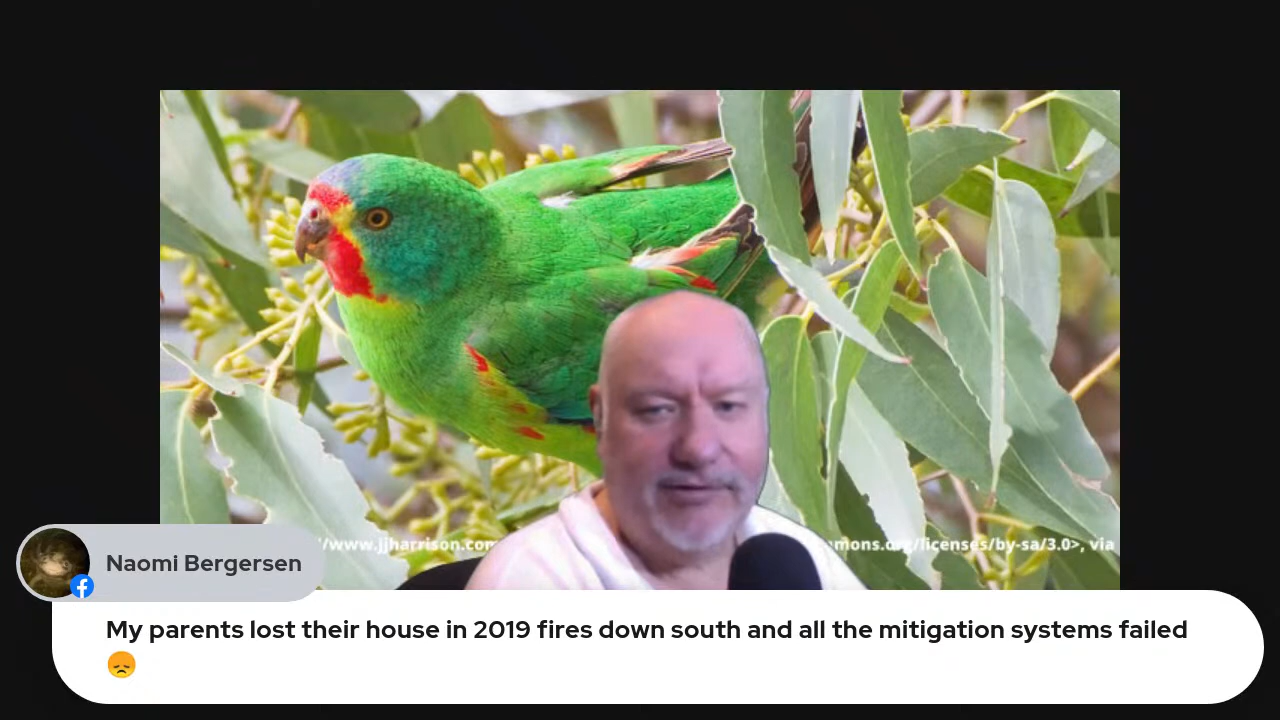 /www.jjharrison.com
mons.org/licenses/by-sa/3.0>, via
Naomi Bergersen
My parents lost their house in 2019 fires down south and all the mitigation systems failed
😞